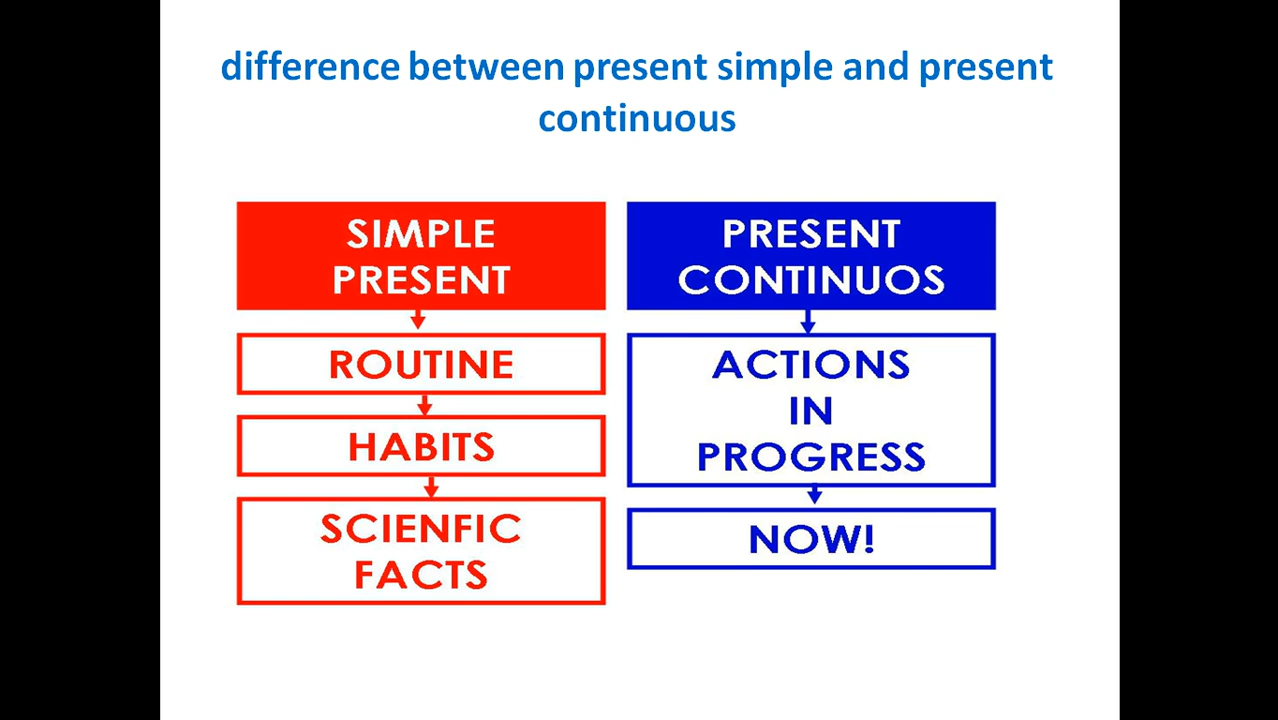 difference between present simple and present
continuous
SIMPLE
PRESENT
ROUTINE
HABITS
SCIENFIC
FACTS
PRESENT
CONTINUOS
ACTIONS
IN
PROGRESS
NOW!